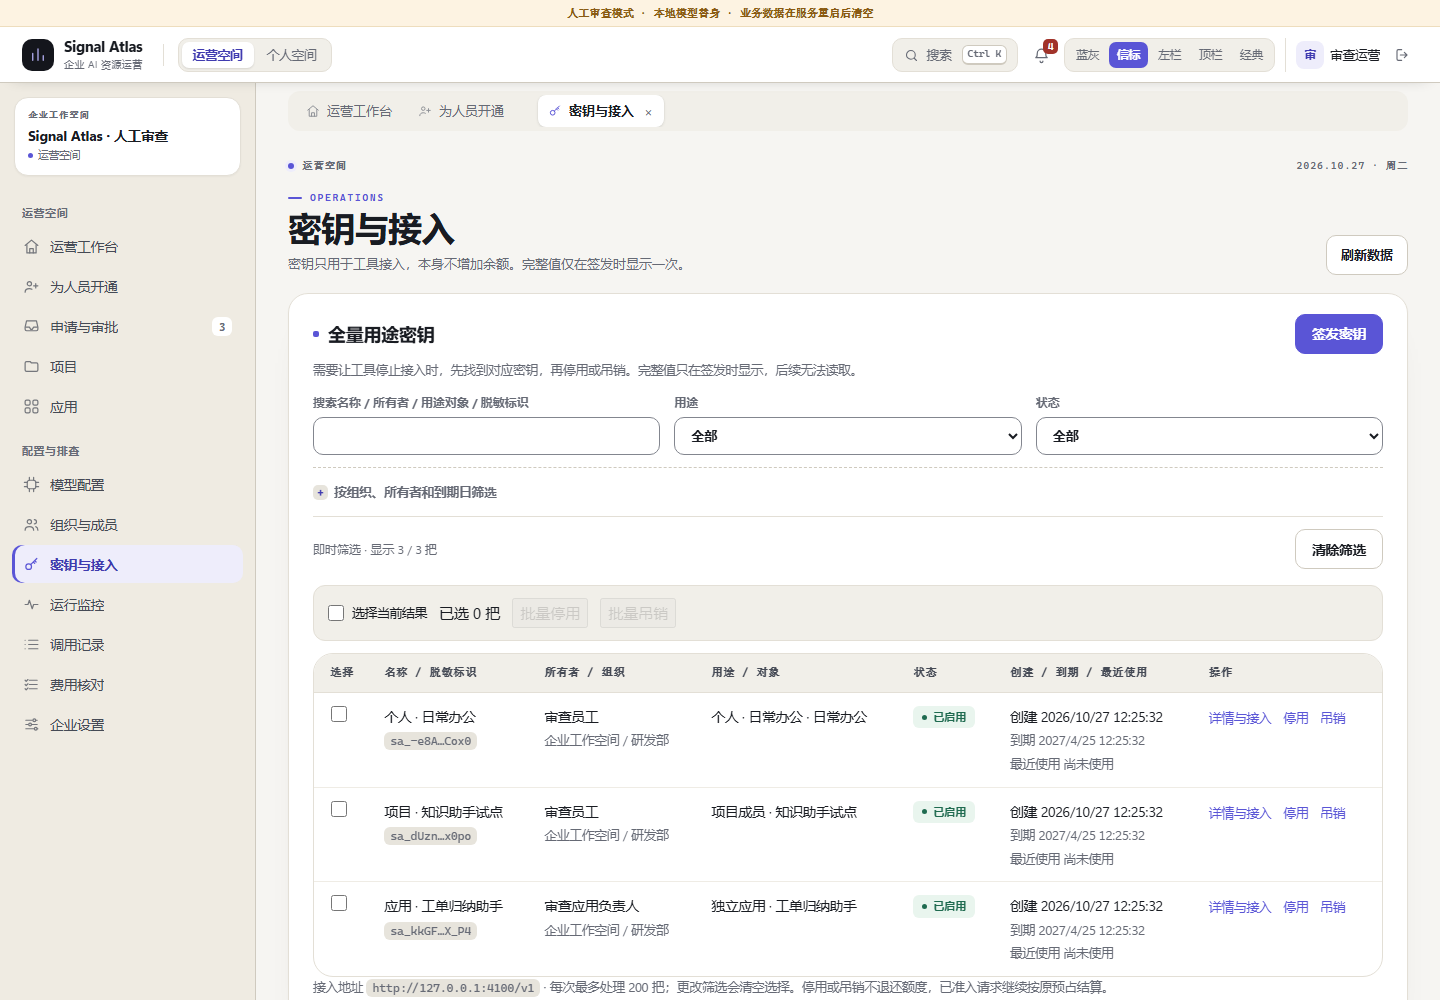 人工审查模式 · 本地模型替身 · 业务数据在服务重启后清空
Signal Atlas
企业 AI 资源运营
运营空间 个人空间
搜索 Ctrl K
4
蓝灰 信标 左栏 顶栏 经典
审 审查运营
企业工作空间
Signal Atlas · 人工审查
运营空间
运营空间
运营工作台
为人员开通
申请与审批 3
项目
应用
配置与排查
模型配置
组织与成员
密钥与接入
运行监控
调用记录
费用核对
企业设置
运营工作台 为人员开通 密钥与接入 ×
运营空间
2026.10.27 · 周二
OPERATIONS
密钥与接入
密钥只用于工具接入，本身不增加余额。完整值仅在签发时显示一次。
刷新数据
全量用途密钥
签发密钥
需要让工具停止接入时，先找到对应密钥，再停用或吊销。完整值只在签发时显示，后续无法读取。
搜索名称 / 所有者 / 用途对象 / 脱敏标识 用途 状态
全部 全部
+ 按组织、所有者和到期日筛选
即时筛选 · 显示 3 / 3 把
清除筛选
选择当前结果 已选 0 把 批量停用 批量吊销
选择 名称 / 脱敏标识 所有者 / 组织 用途 / 对象 状态 创建 / 到期 / 最近使用 操作
个人 · 日常办公 审查员工 个人 · 日常办公 · 日常办公 已启用 创建 2026/10/27 12:25:32 详情与接入 停用 吊销
sa_-e8A…Cox0 企业工作空间 / 研发部 到期 2027/4/25 12:25:32
最近使用 尚未使用
项目 · 知识助手试点 审查员工 项目成员 · 知识助手试点 已启用 创建 2026/10/27 12:25:32 详情与接入 停用 吊销
sa_dUzn…x0po 企业工作空间 / 研发部 到期 2027/4/25 12:25:32
最近使用 尚未使用
应用 · 工单归纳助手 审查应用负责人 独立应用 · 工单归纳助手 已启用 创建 2026/10/27 12:25:32 详情与接入 停用 吊销
sa_kkGF…X_P4 企业工作空间 / 研发部 到期 2027/4/25 12:25:32
最近使用 尚未使用
接入地址 http://127.0.0.1:4100/v1 · 每次最多处理 200 把；更改筛选会清空选择。停用或吊销不退还额度，已准入请求继续按原预占结算。